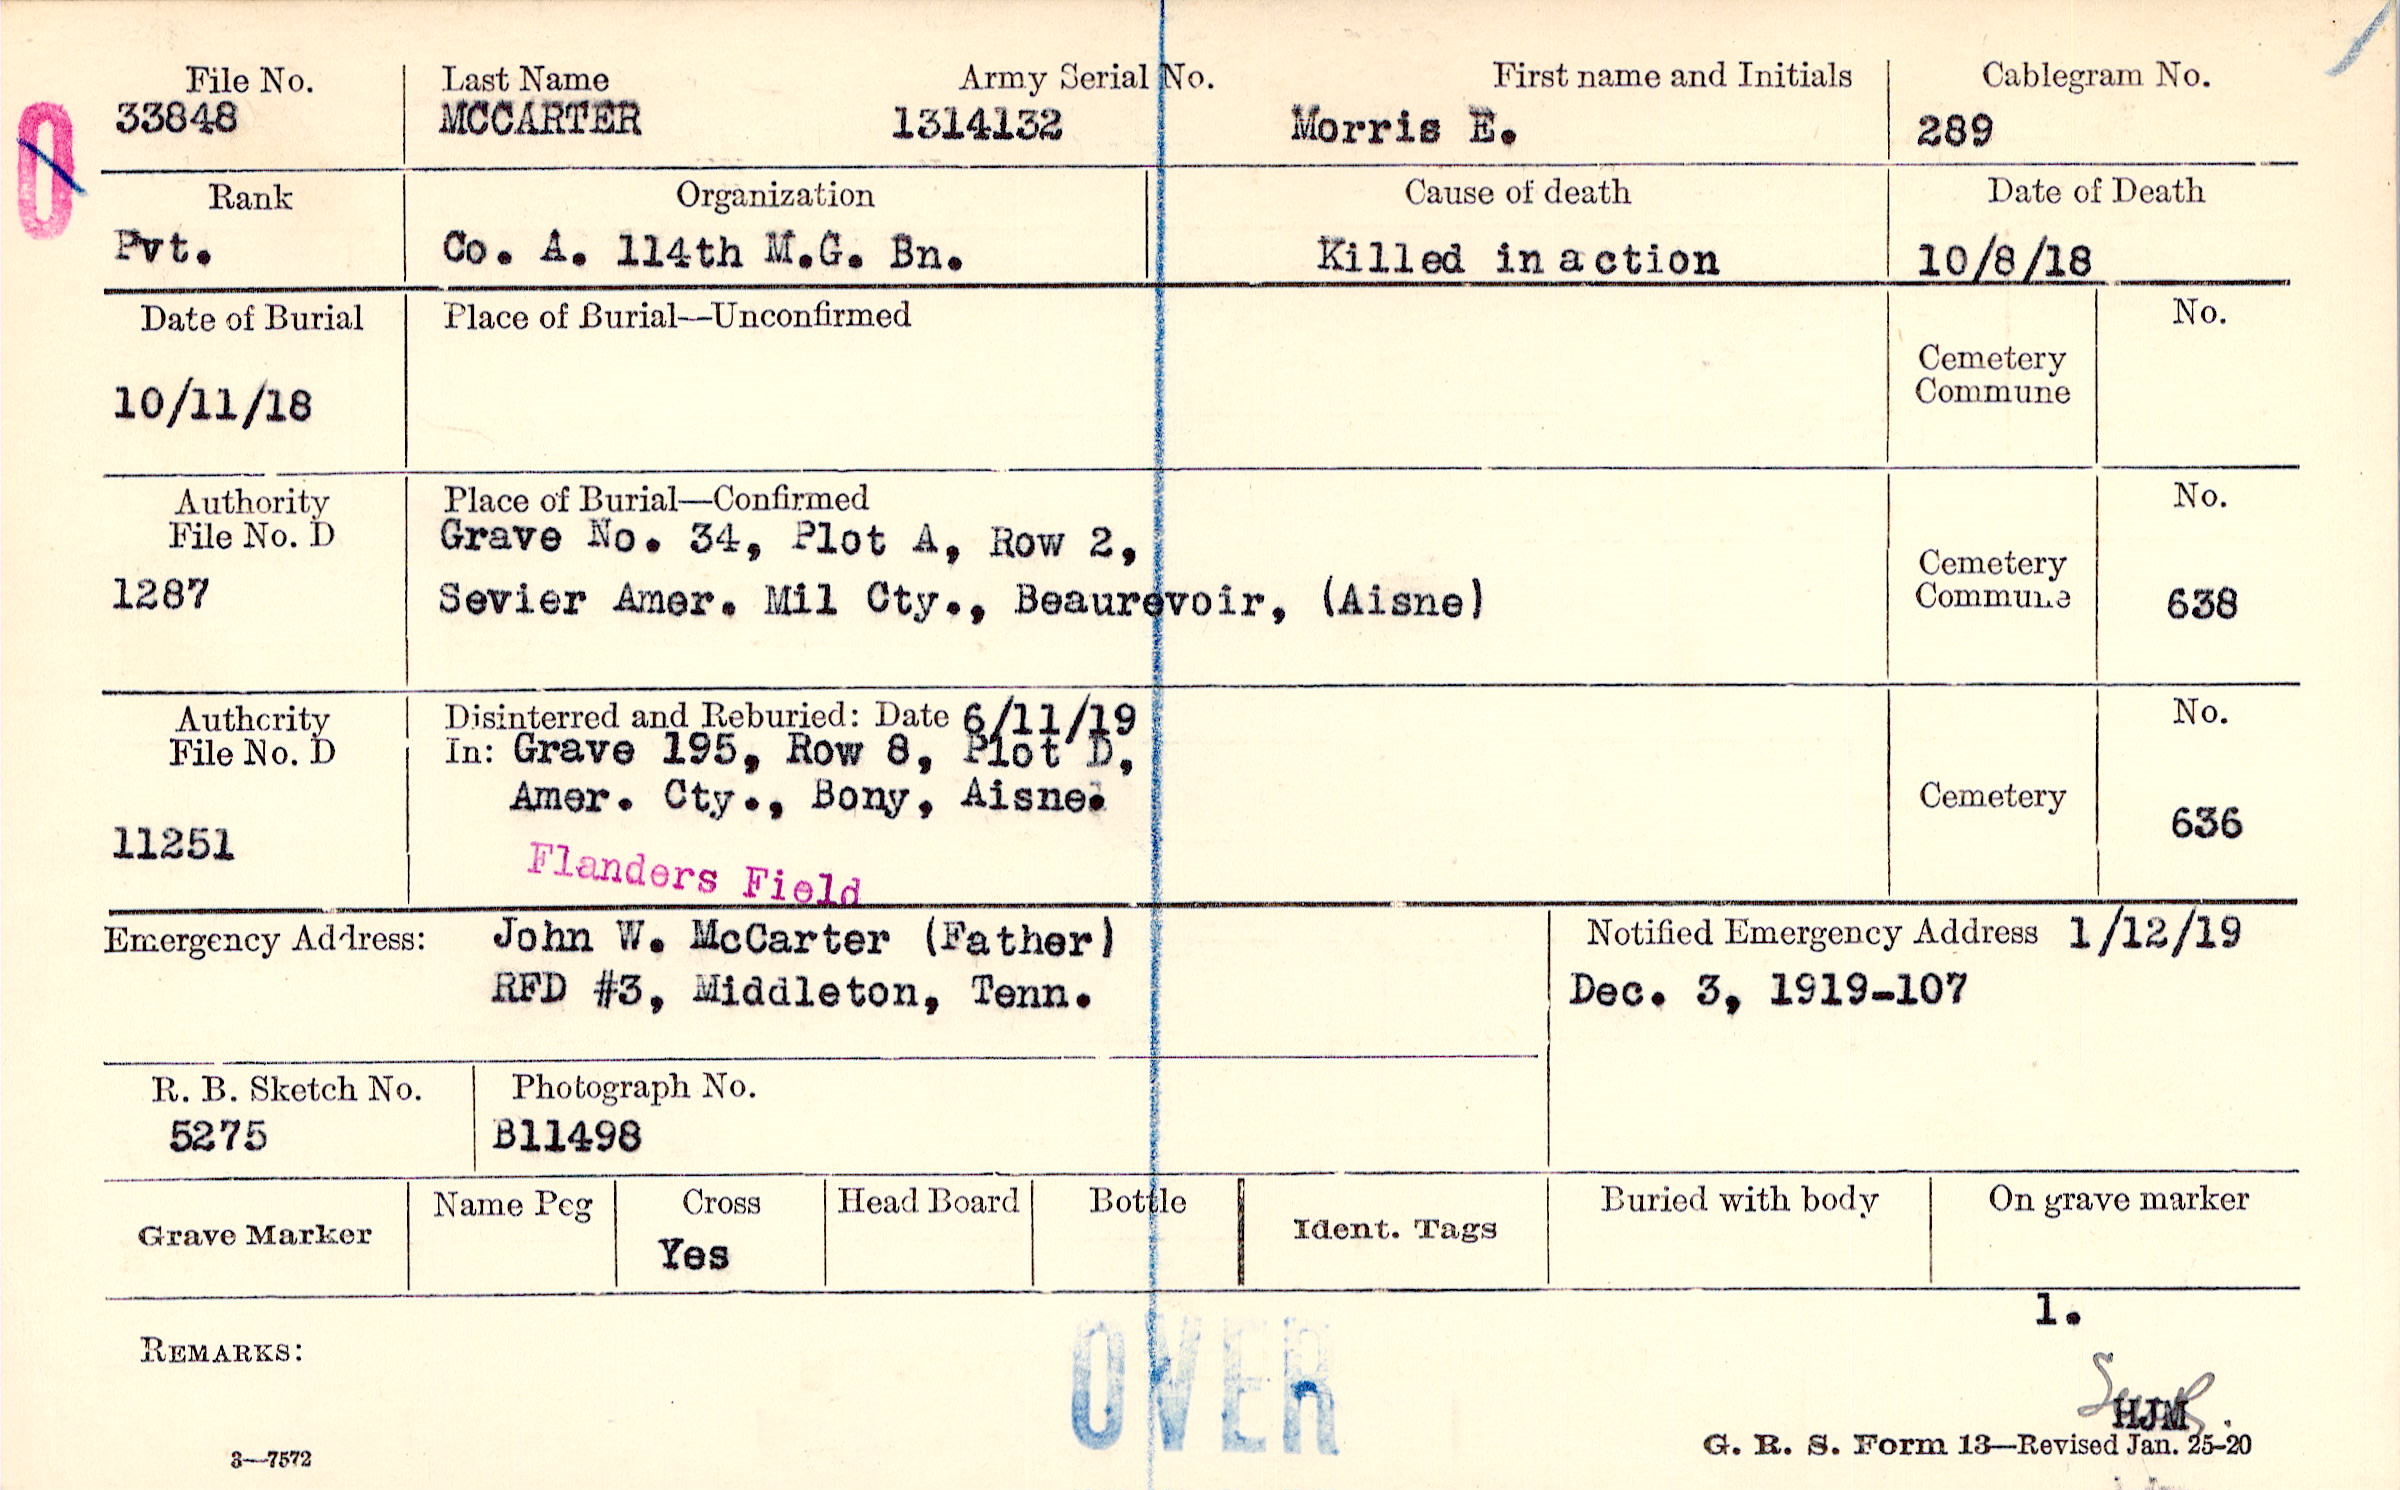 File No. Last Name Army Serial No. First name and Initials Cablegram No.
33848 MCCARTER 1314132 Morris E. 289
O
Rank Organization Cause of death Date of Death
Pvt. Co. A. 114th M.G. Bn. Killed in action 10/8/18
Date of Burial Place of Burial—Unconfirmed No.
Cemetery
Commune
10/11/18
Authority Place of Burial—Confirmed No.
File No. D Grave No. 34, Plot A, Row 2,
Cemetery
1287 Sevier Amer. Mil Cty., Beaurevoir, (Aisne) Commune 638
Authority Disinterred and Reburied: Date 6/11/19 No.
File No. D In: Grave 195, Row 8, Plot D,
Amer. Cty., Bony, Aisne. Cemetery
11251 636
Flanders Field
Emergency Address: John W. McCarter (Father) Notified Emergency Address 1/12/19
RFD #3, Middleton, Tenn. Dec. 3, 1919-107
R. B. Sketch No. Photograph No.
5275 B11498
Grave Marker Name Peg Cross Head Board Bottle Ident. Tags Buried with body On grave marker
Yes
1.
REMARKS:
OVER
HJM
3—7572 G. R. S. Form 13—Revised Jan. 25-20